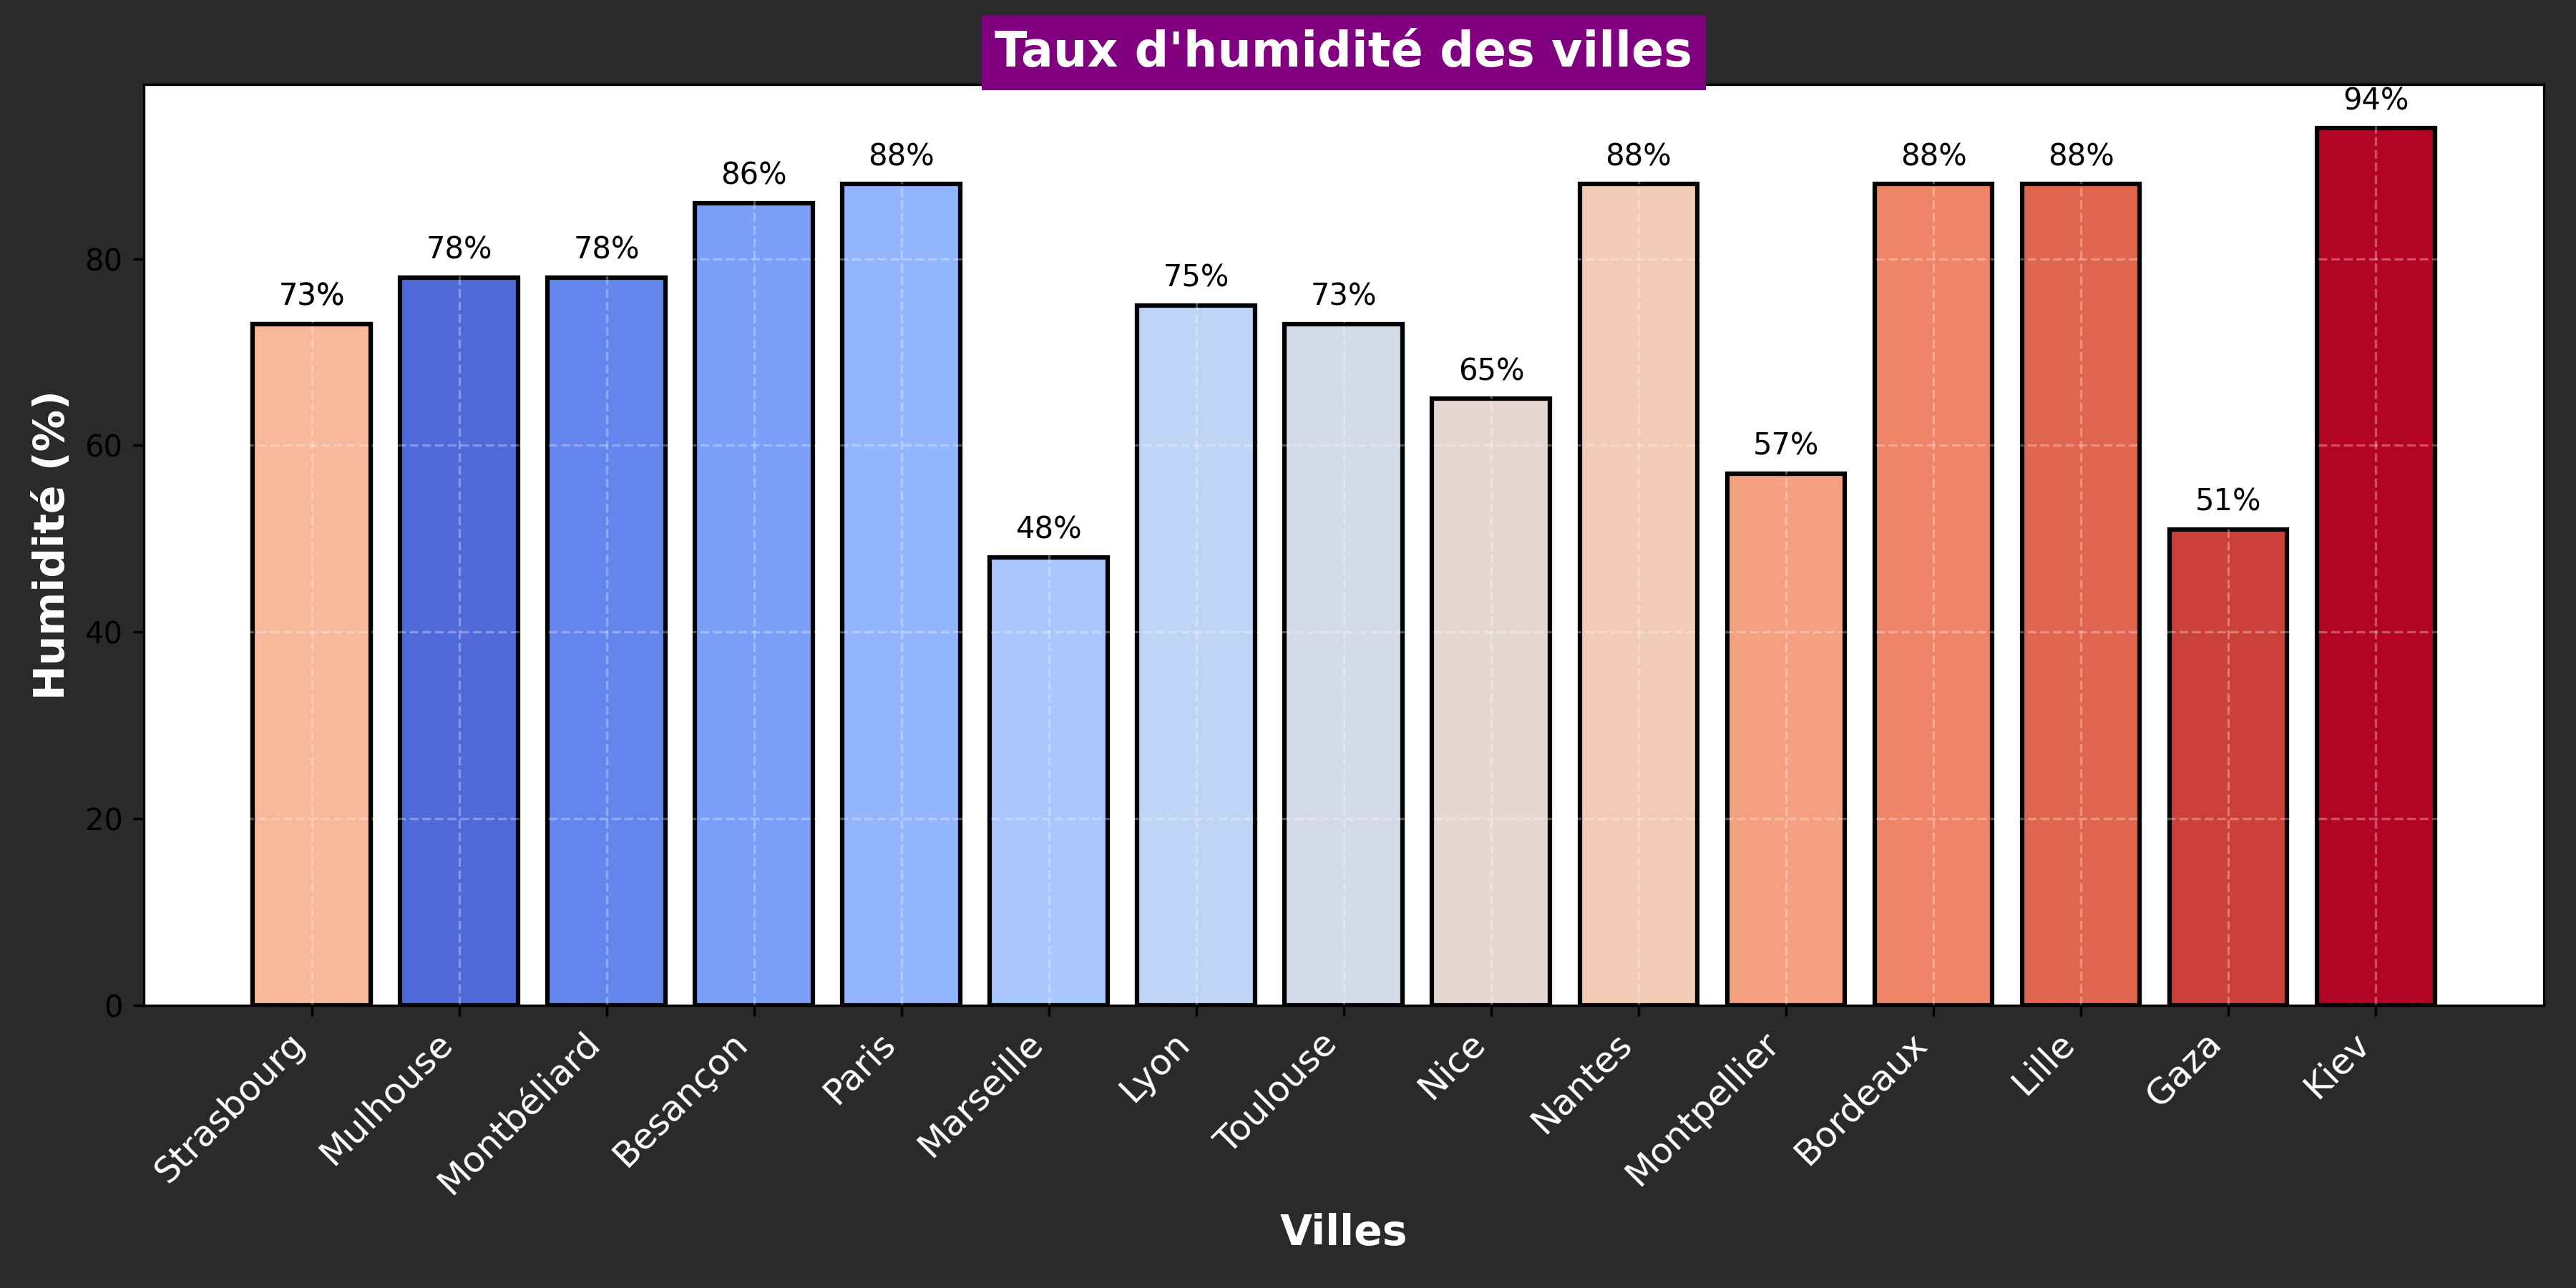 Taux d'humidité des villes
Humidité (%)
80
60
40
20
0
73%
78%
78%
86%
88%
48%
75%
73%
65%
88%
57%
88%
88%
51%
94%
Strasbourg
Mulhouse
Montbéliard
Besançon
Paris
Marseille
Lyon
Toulouse
Nice
Nantes
Montpellier
Bordeaux
Lille
Gaza
Kiev
Villes